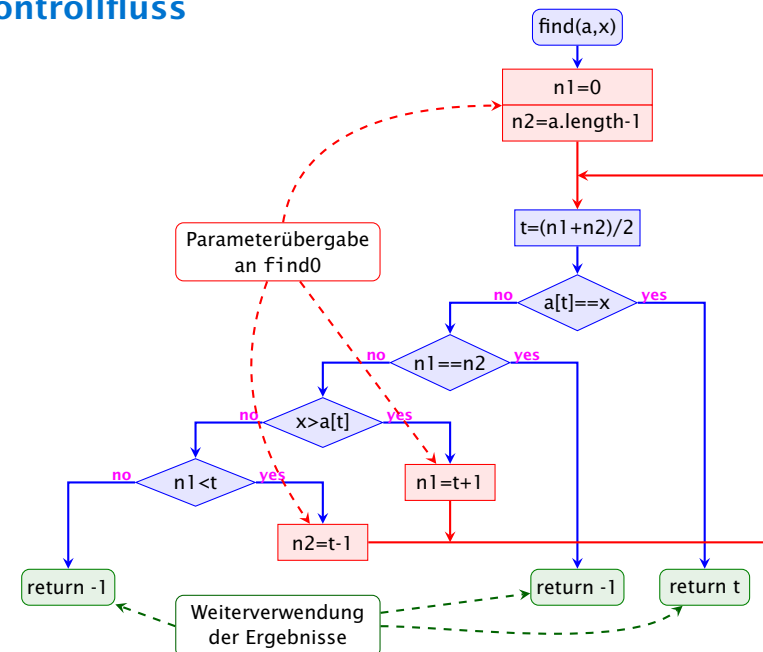 ontrollfluss
find(a,x)
n1=0
n2=a.length-1
Parameterübergabe
an find0
t=(n1+n2)/2
no
a[t]==x
yes
no
n1==n2
yes
no
x>a[t]
yes
no
n1<t
yes
n1=t+1
n2=t-1
return -1
return -1
return t
Weiterverwendung
der Ergebnisse